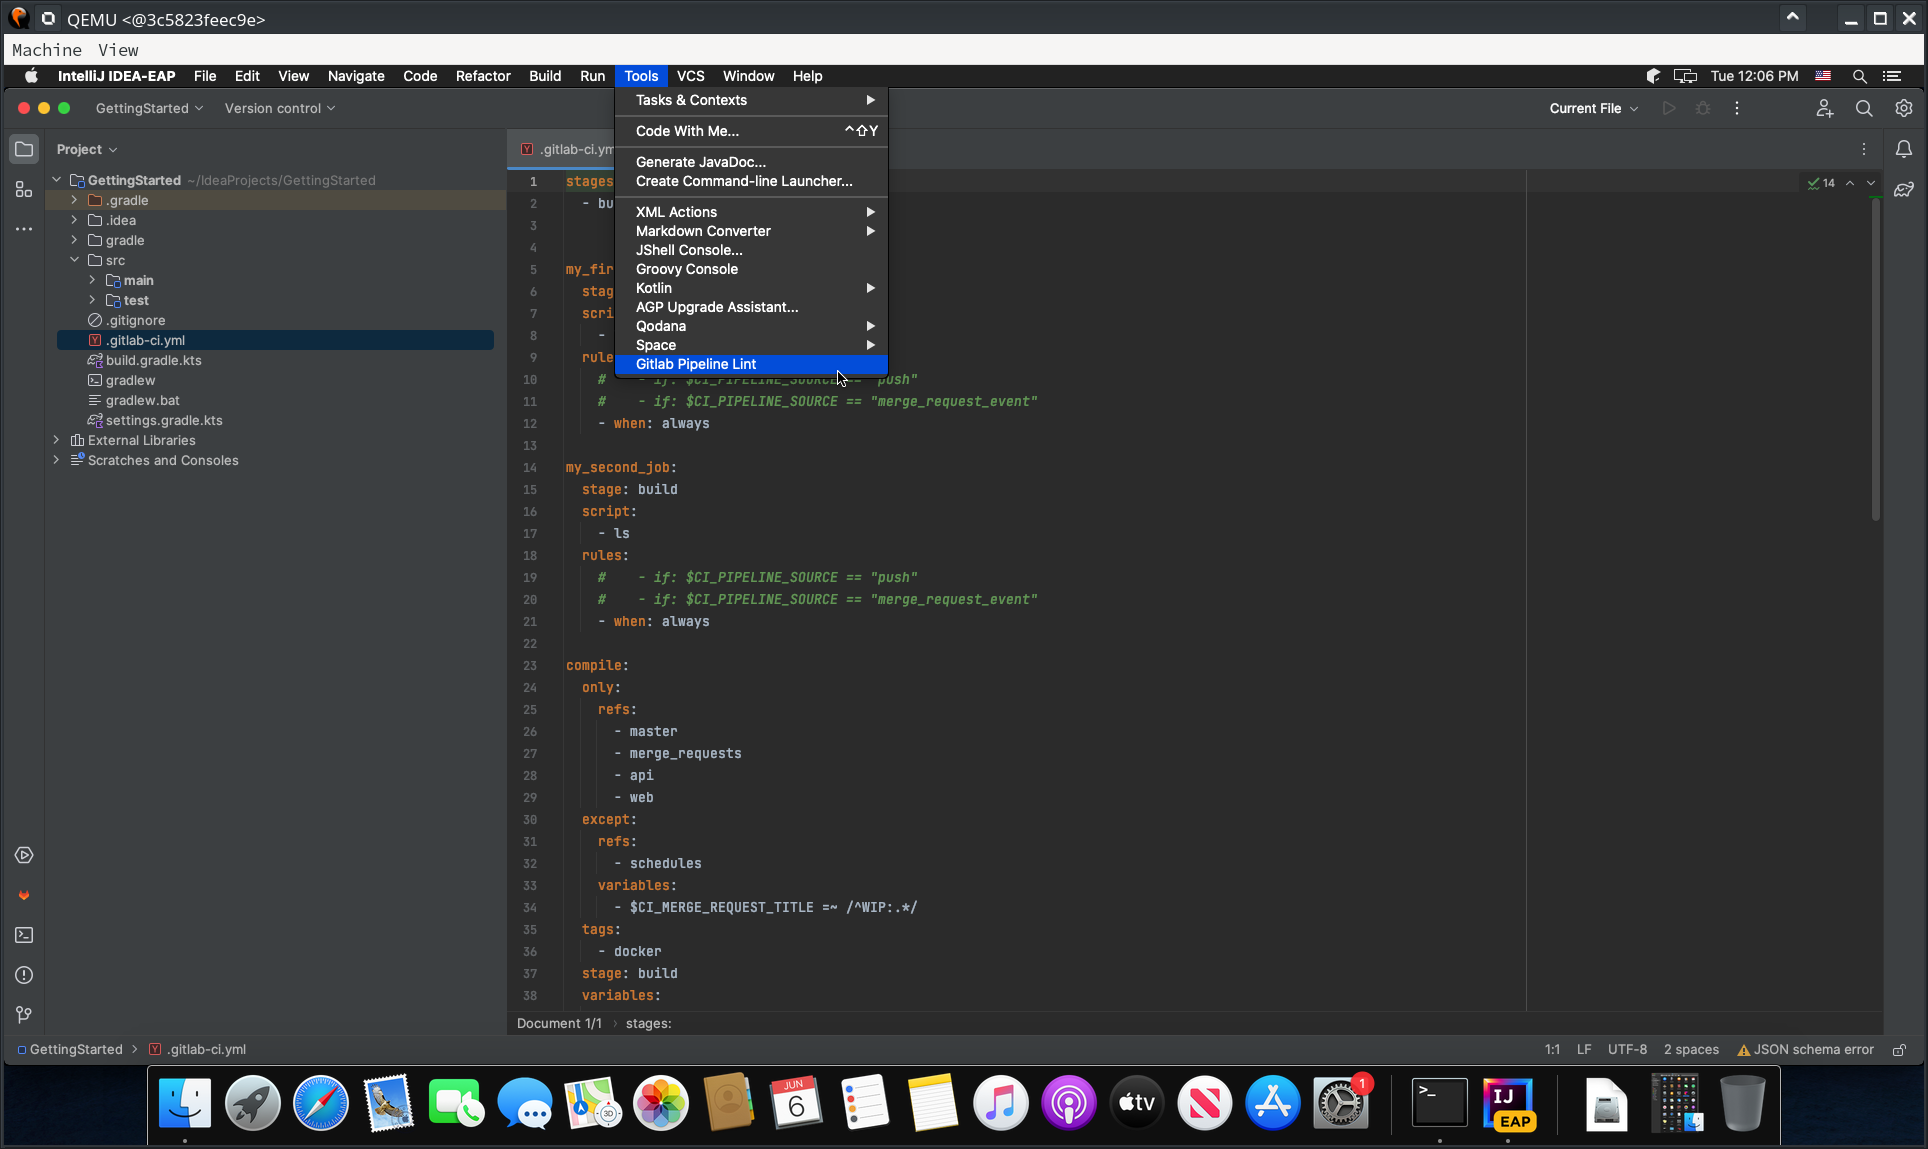 QEMU <@3c5823feec9e>
Machine View
IntelliJ IDEA-EAP File Edit View Navigate Code Refactor Build Run Tools VCS Window Help Tue 12:06 PM
GettingStarted Version control Current File
Tasks & Contexts
Code With Me... ^⇧Y
Generate JavaDoc...
Create Command-line Launcher...
XML Actions
Markdown Converter
JShell Console...
Groovy Console
Kotlin
AGP Upgrade Assistant...
Qodana
Space
Gitlab Pipeline Lint
Project
GettingStarted ~/IdeaProjects/GettingStarted
.gradle
.idea
gradle
src
main
test
.gitignore
.gitlab-ci.yml
build.gradle.kts
gradlew
gradlew.bat
settings.gradle.kts
External Libraries
Scratches and Consoles
.gitlab-ci.ym
14
1 stages
2 - bu
3
4
5 my_fir
6 stag
7 scri
8 -
9 rule
10 # - if: $CI_PIPELINE_SOURCE == "push"
11 # - if: $CI_PIPELINE_SOURCE == "merge_request_event"
12 - when: always
13
14 my_second_job:
15 stage: build
16 script:
17 - ls
18 rules:
19 # - if: $CI_PIPELINE_SOURCE == "push"
20 # - if: $CI_PIPELINE_SOURCE == "merge_request_event"
21 - when: always
22
23 compile:
24 only:
25 refs:
26 - master
27 - merge_requests
28 - api
29 - web
30 except:
31 refs:
32 - schedules
33 variables:
34 - $CI_MERGE_REQUEST_TITLE =~ /^WIP:.*/
35 tags:
36 - docker
37 stage: build
38 variables:
Document 1/1 › stages:
GettingStarted > .gitlab-ci.yml 1:1 LF UTF-8 2 spaces JSON schema error
3D
JUN
6
tv
1
>_
IJ
EAP